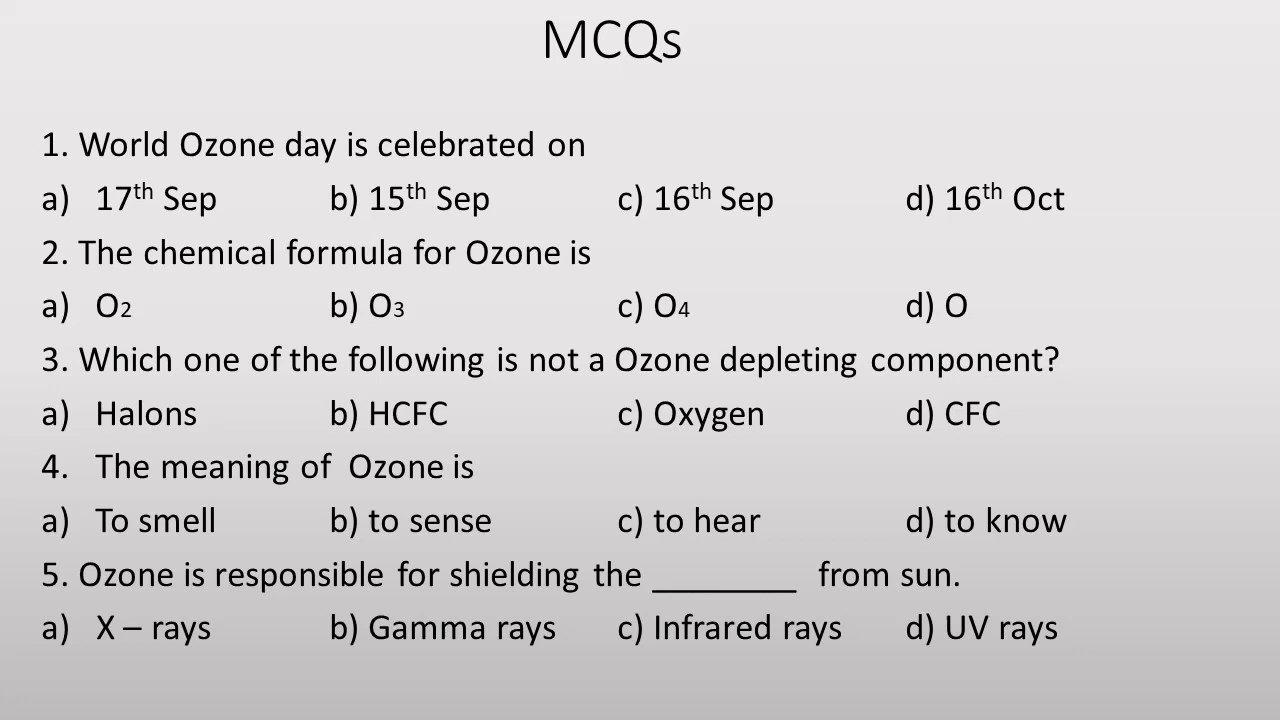 MCQs
1. World Ozone day is celebrated on
a) 17th Sep b) 15th Sep c) 16th Sep d) 16th Oct
2. The chemical formula for Ozone is
a) O2 b) O3 c) O4 d) O
3. Which one of the following is not a Ozone depleting component?
a) Halons b) HCFC c) Oxygen d) CFC
4. The meaning of Ozone is
a) To smell b) to sense c) to hear d) to know
5. Ozone is responsible for shielding the ________ from sun.
a) X – rays b) Gamma rays c) Infrared rays d) UV rays